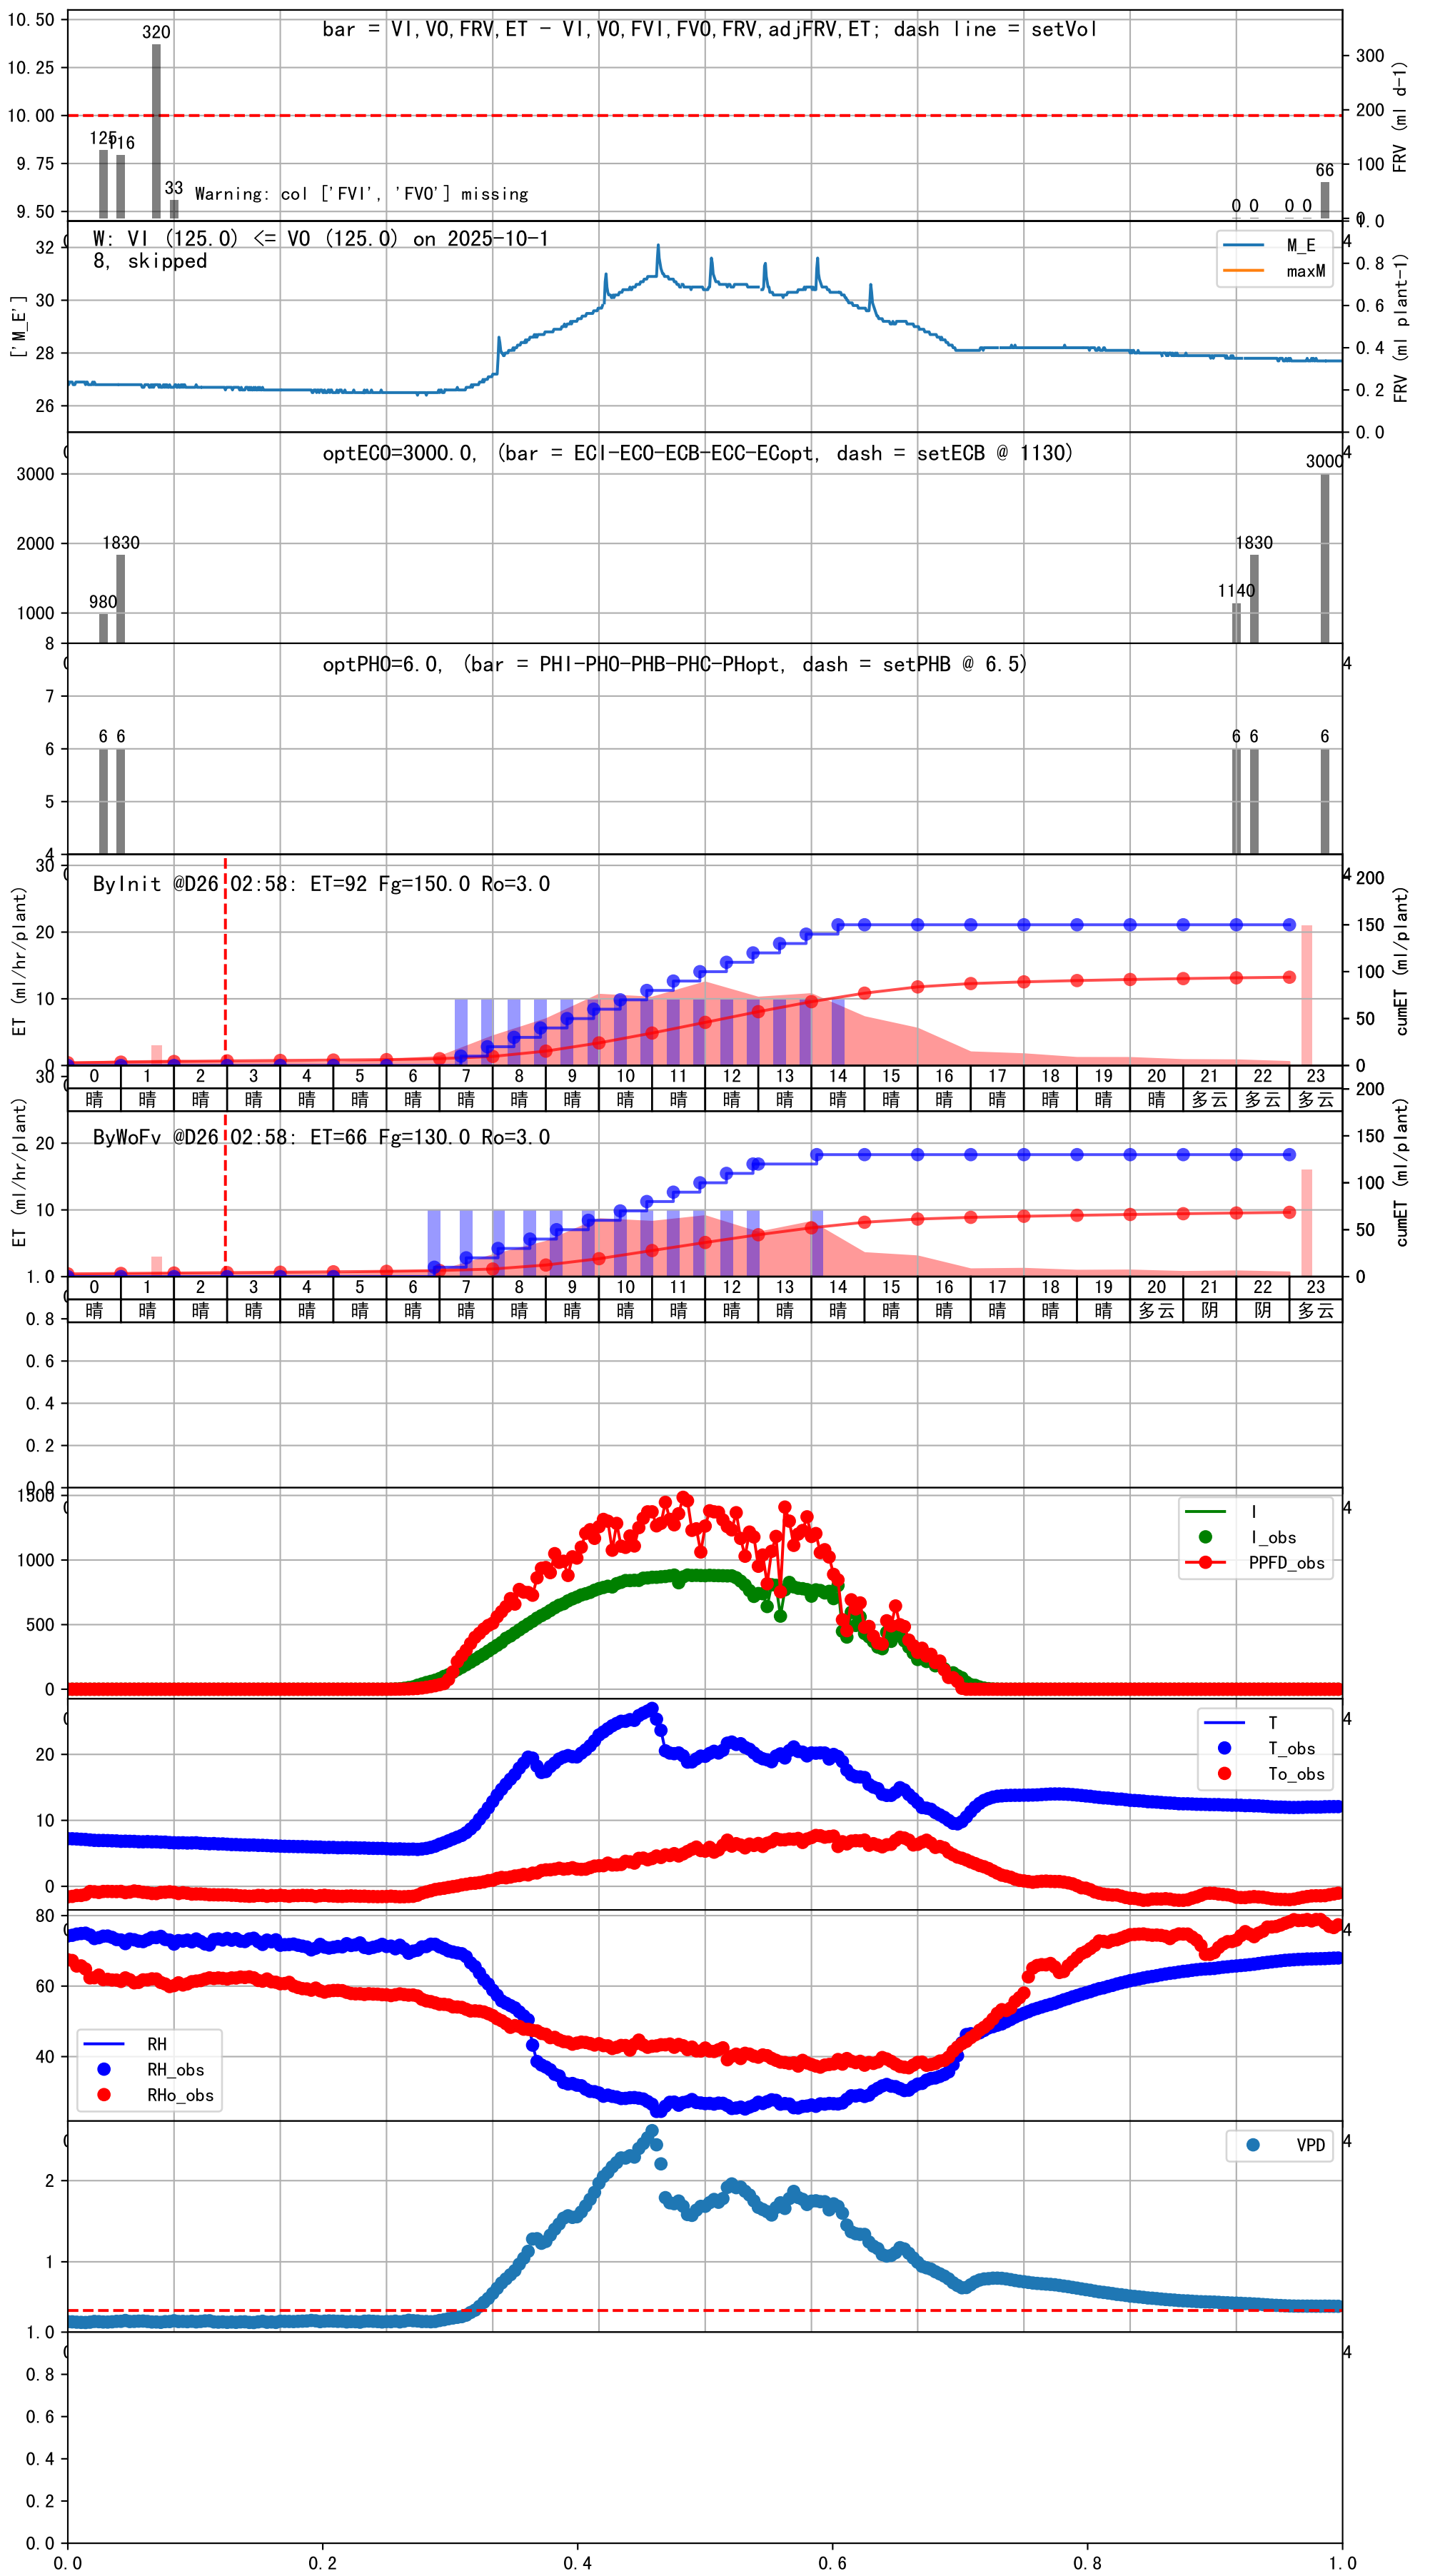 bar = VI,VO,FRV,ET - VI,VO,FVI,FVO,FRV,adjFRV,ET; dash line = setVol
10.50
10.25
10.00
9.75
9.50
320
125
116
33
Warning: col ['FVI', 'FVO'] missing
0 0 0 0
66
300
200
100
0
FRV (ml d-1)
W: VI (125.0) <= VO (125.0) on 2025-10-1
8, skipped
M_E
maxM
['M_E']
32
30
28
26
1.0
0.8
0.6
0.4
0.2
0.0
FRV (ml plant-1)
4
optECO=3000.0, (bar = ECI-ECO-ECB-ECC-ECopt, dash = setECB @ 1130)
3000
2000
1000
980
1830
1140
1830
3000
4
optPHO=6.0, (bar = PHI-PHO-PHB-PHC-PHopt, dash = setPHB @ 6.5)
8
7
6
5
4
6 6
6 6
6
4
ByInit @D26 02:58: ET=92 Fg=150.0 Ro=3.0
ET (ml/hr/plant)
30
20
10
0
200
150
100
50
0
cumET (ml/plant)
4
0 1 2 3 4 5 6 7 8 9 10 11 12 13 14 15 16 17 18 19 20 21 22 23
晴 晴 晴 晴 晴 晴 晴 晴 晴 晴 晴 晴 晴 晴 晴 晴 晴 晴 晴 晴 晴 多云 多云 多云
ByWoFv @D26 02:58: ET=66 Fg=130.0 Ro=3.0
ET (ml/hr/plant)
30
20
10
200
150
100
50
0
cumET (ml/plant)
0 1 2 3 4 5 6 7 8 9 10 11 12 13 14 15 16 17 18 19 20 21 22 23
晴 晴 晴 晴 晴 晴 晴 晴 晴 晴 晴 晴 晴 晴 晴 晴 晴 晴 晴 晴 多云 阴 阴 多云
1.0
0.8
0.6
0.4
0.2
0.0
I
I_obs
PPFD_obs
1500
1000
500
0
4
T
T_obs
To_obs
20
10
0
4
RH
RH_obs
RHo_obs
80
60
40
4
VPD
2
1
4
1.0
0.8
0.6
0.4
0.2
0.0
4
0.0 0.2 0.4 0.6 0.8 1.0